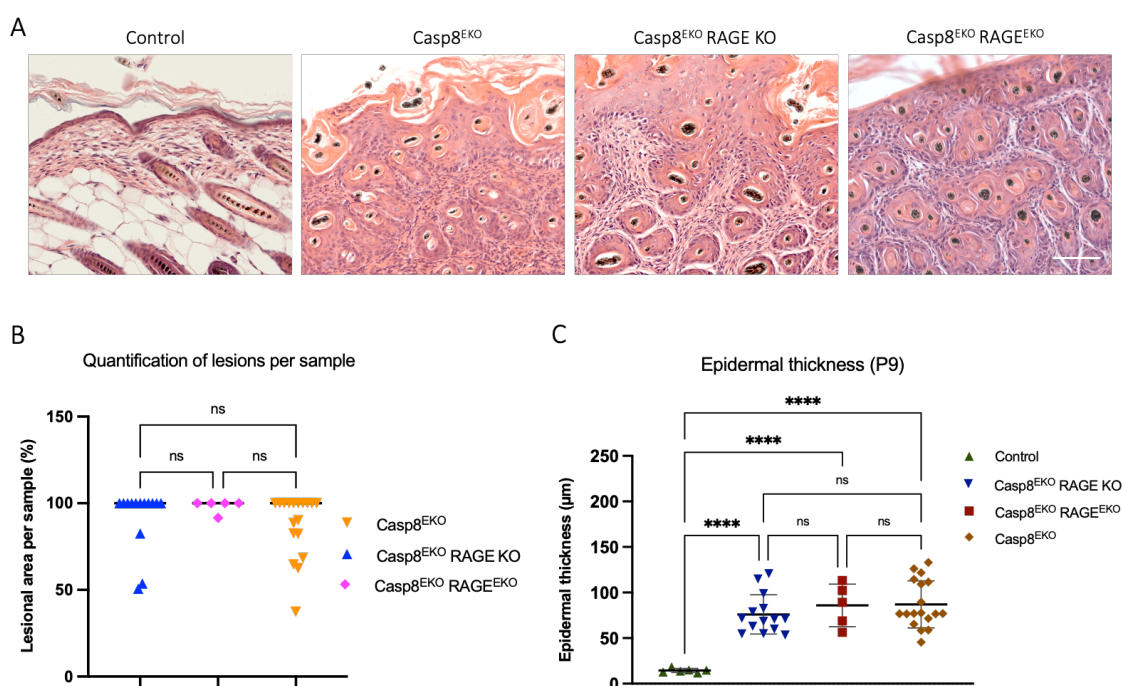 A
Control
Casp8EKO
Casp8EKO RAGE KO
Casp8EKO RAGEEKO
B
Quantification of lesions per sample
Lesional area per sample (%)
150
100
50
0
ns
ns
ns
Casp8EKO
Casp8EKO RAGE KO
Casp8EKO RAGEEKO
C
Epidermal thickness (P9)
Epidermal thickness (µm)
250
200
150
100
50
0
****
****
ns
****
ns
ns
Control
Casp8EKO RAGE KO
Casp8EKO RAGEEKO
Casp8EKO